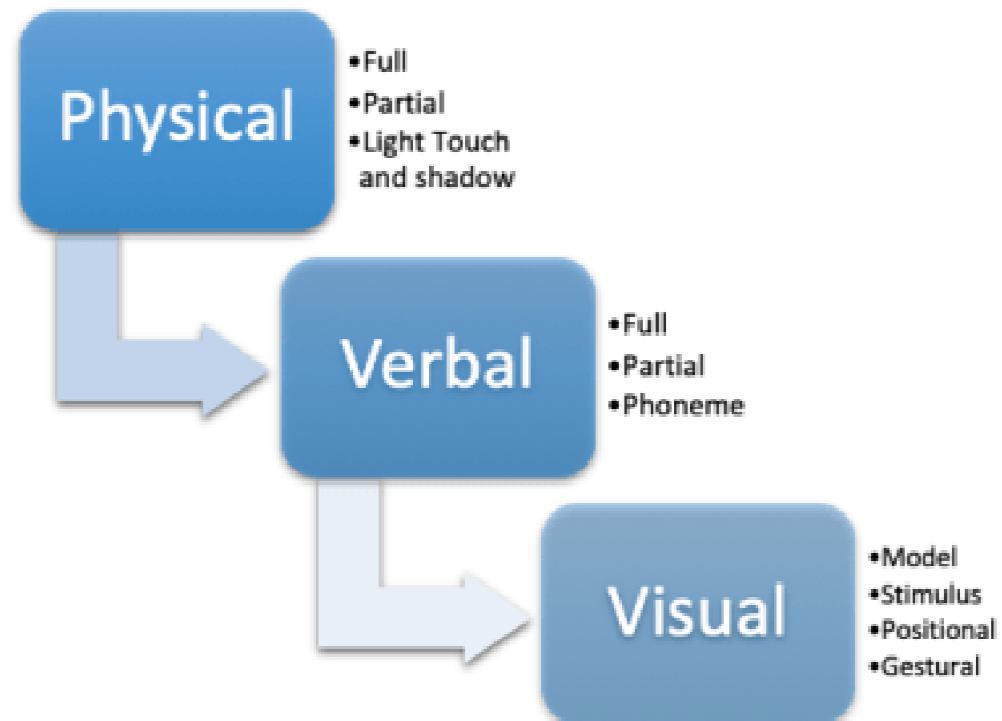 Physical
•Full
•Partial
•Light Touch
and shadow
Verbal
•Full
•Partial
•Phoneme
Visual
•Model
•Stimulus
•Positional
•Gestural